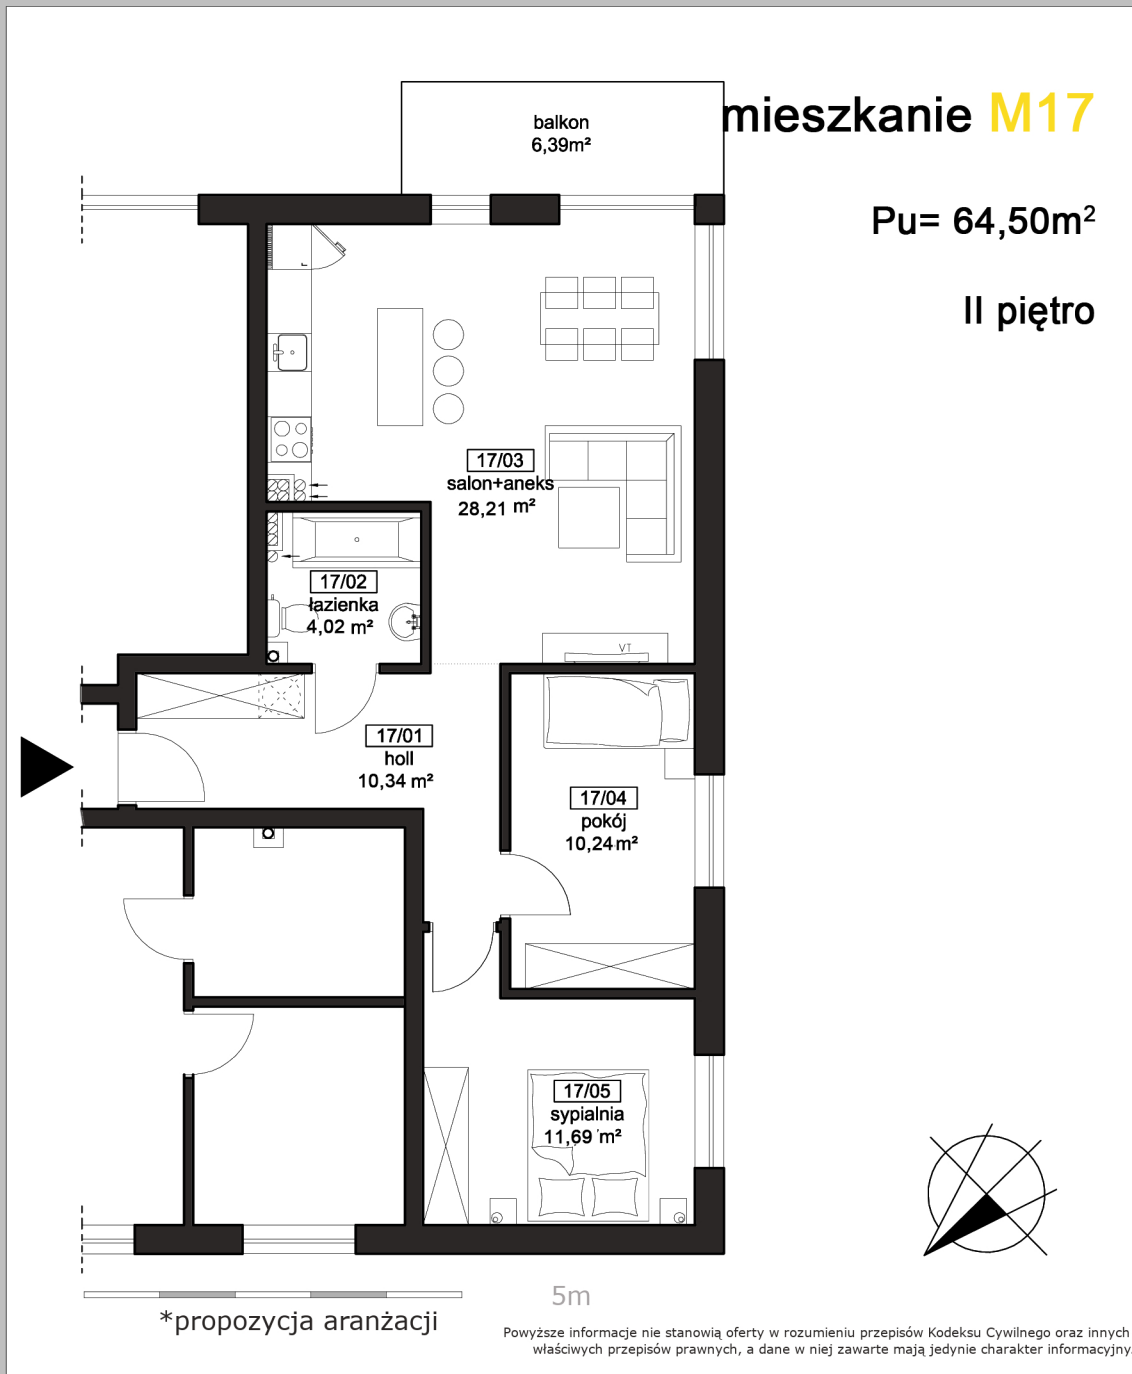 balkon
6,39m²
mieszkanie M17
Pu= 64,50m²
II piętro
17/03
salon+aneks
28,21 m²
17/02
łazienka
4,02 m²
VT
17/01
holl
10,34 m²
17/04
pokój
10,24 m²
17/05
sypialnia
11,69 m²
5m
*propozycja aranżacji
Powyższe informacje nie stanowią oferty w rozumieniu przepisów Kodeksu Cywilnego oraz innych
właściwych przepisów prawnych, a dane w niej zawarte mają jedynie charakter informacyjny.